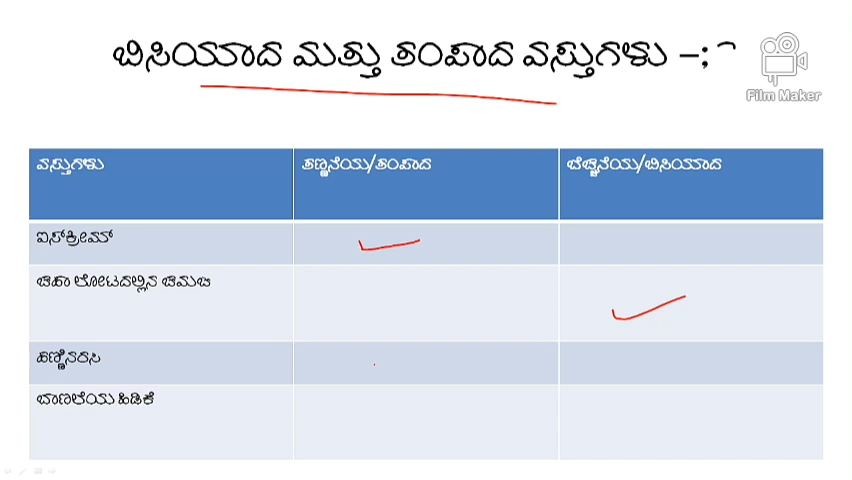 ಬಿಸಿಯಾದ ಮತ್ತು ತಂಪಾದ ವಸ್ತುಗಳು –;
Film Maker
ವಸ್ತುಗಳು ತಣ್ಣನೆಯ/ತಂಪಾದ ಬೆಚ್ಚನೆಯ/ಬಿಸಿಯಾದ
ಐಸ್‌ಕ್ರೀಮ್
ಚಹಾ ಲೋಟದಲ್ಲಿನ ಚಮಚ
ಹಣ್ಣಿನರಸ
ಬಾಣಲೆಯ ಹಿಡಿಕೆ